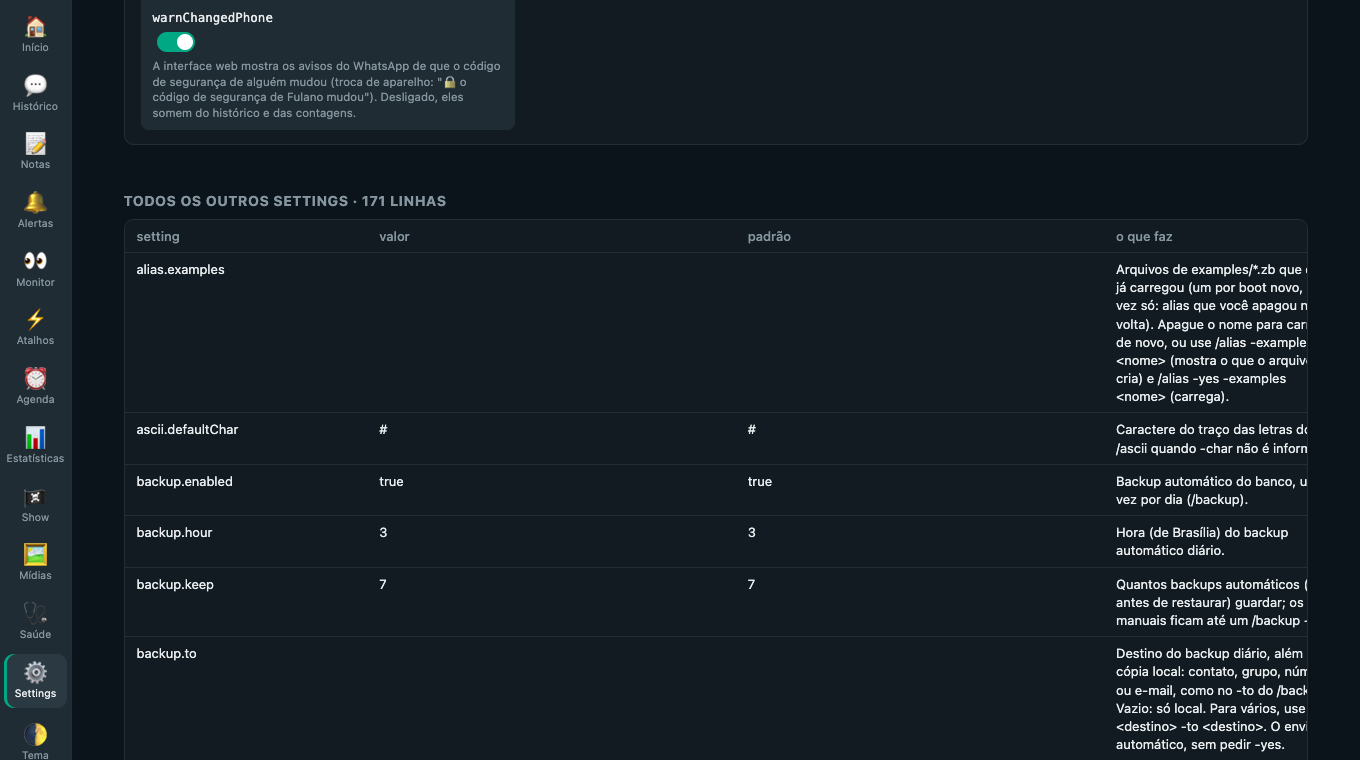 Início
Histórico
Notas
Alertas
Monitor
Atalhos
Agenda
Estatísticas
Show
Mídias
Saúde
Settings
Tema
warnChangedPhone
A interface web mostra os avisos do WhatsApp de que o código
de segurança de alguém mudou (troca de aparelho: "🔒 o
código de segurança de Fulano mudou"). Desligado, eles
somem do histórico e das contagens.
TODOS OS OUTROS SETTINGS · 171 LINHAS
setting valor padrão o que faz
alias.examples
Arquivos de examples/*.zb que
já carregou (um por boot novo,
vez só: alias que você apagou
volta). Apague o nome para
de novo, ou use /alias
<nome> (mostra o que o
cria) e /alias -yes -examples
<nome> (carrega).
ascii.defaultChar # #
Caractere do traço das letras
/ascii quando -char não é
backup.enabled true true
Backup automático do banco,
vez por dia (/backup).
backup.hour 3 3
Hora (de Brasília) do backup
automático diário.
backup.keep 7 7
Quantos backups automáticos (
antes de restaurar) guardar; os
manuais ficam até um /backup -
backup.to
Destino do backup diário, além
cópia local: contato, grupo,
ou e-mail, como no -to do
Vazio: só local. Para vários, use
<destino> -to <destino>. O
automático, sem pedir -yes.